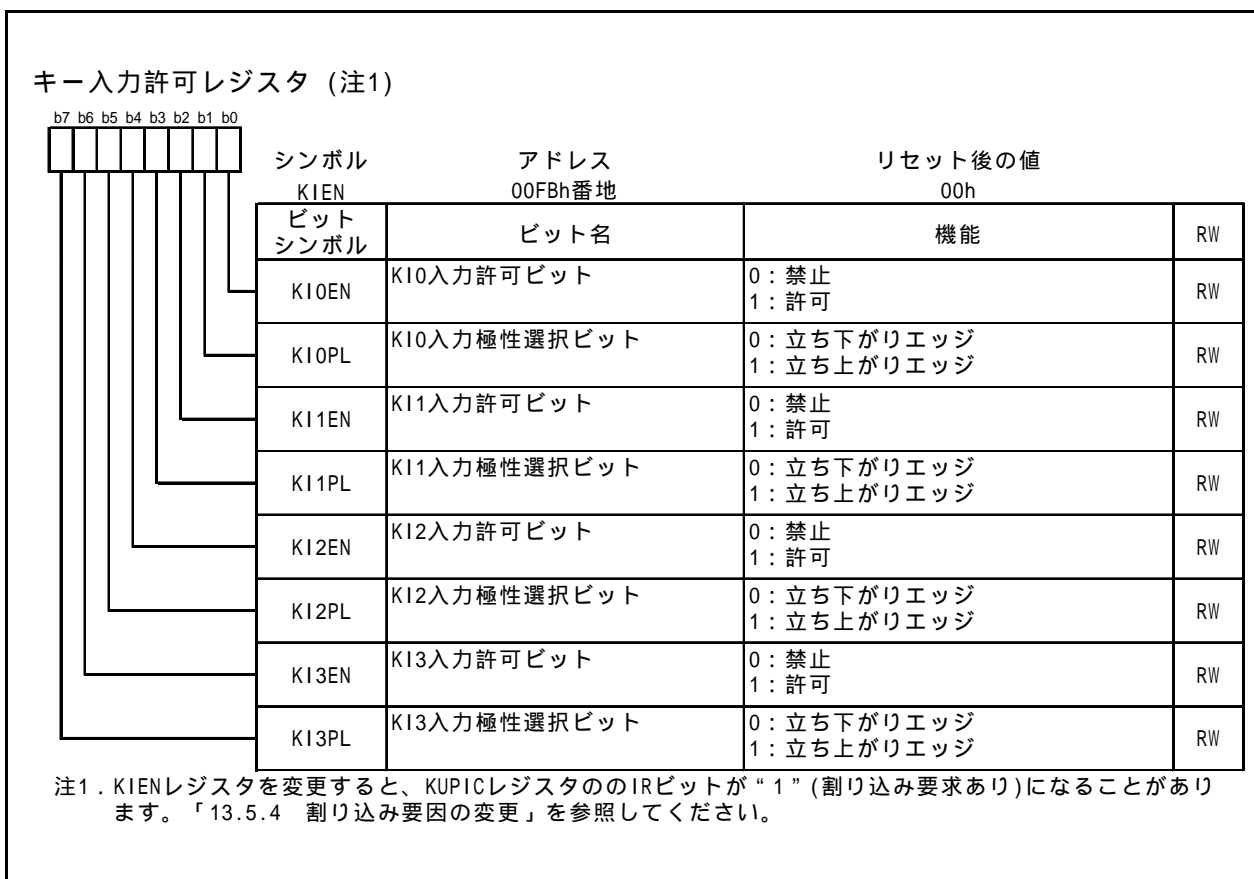 キー入力許可レジスタ (注1)
b7 b6 b5 b4 b3 b2 b1 b0
シンボル アドレス リセット後の値
KIEN 00FBh番地 00h
ビット
シンボル ビット名 機能 RW
KI0EN KI0入力許可ビット 0:禁止
1:許可 RW
KI0PL KI0入力極性選択ビット 0:立ち下がりエッジ
1:立ち上がりエッジ RW
KI1EN KI1入力許可ビット 0:禁止
1:許可 RW
KI1PL KI1入力極性選択ビット 0:立ち下がりエッジ
1:立ち上がりエッジ RW
KI2EN KI2入力許可ビット 0:禁止
1:許可 RW
KI2PL KI2入力極性選択ビット 0:立ち下がりエッジ
1:立ち上がりエッジ RW
KI3EN KI3入力許可ビット 0:禁止
1:許可 RW
KI3PL KI3入力極性選択ビット 0:立ち下がりエッジ
1:立ち上がりエッジ RW
注1.KIENレジスタを変更すると、KUPICレジスタののIRビットが“1”(割り込み要求あり)になることがあり
ます。「13.5.4 割り込み要因の変更」を参照してください。